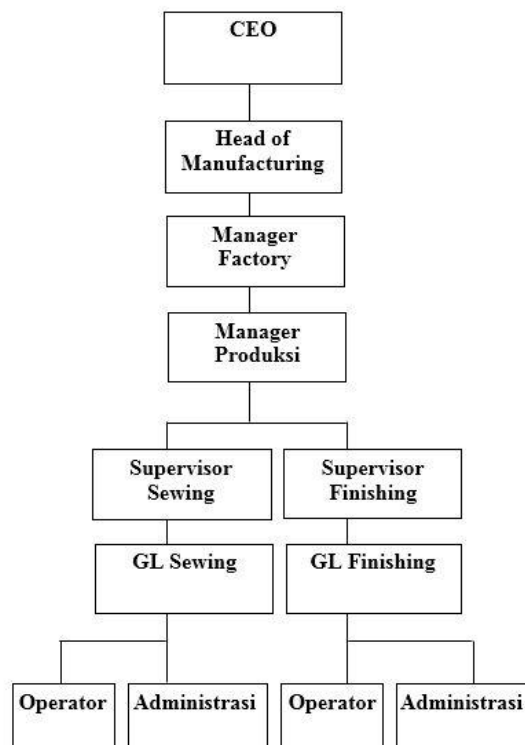 CEO
Head of
Manufacturing
Manager
Factory
Manager
Produksi
Supervisor
Sewing
Supervisor
Finishing
GL Sewing
GL Finishing
Operator
Administrasi
Operator
Administrasi